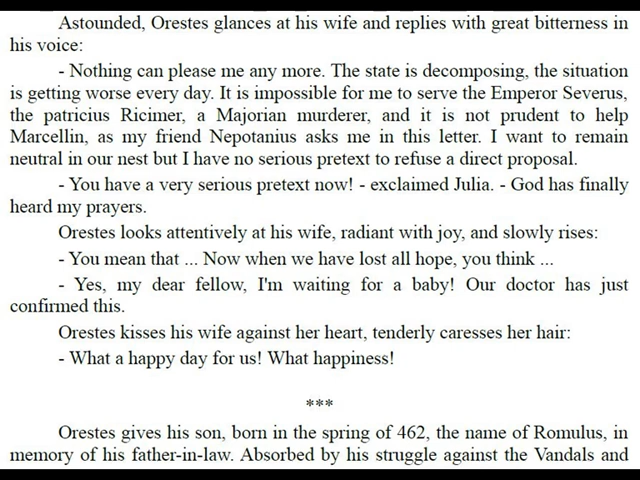 Astounded, Orestes glances at his wife and replies with great bitterness in
his voice:
- Nothing can please me any more. The state is decomposing, the situation
is getting worse every day. It is impossible for me to serve the Emperor Severus,
the patricius Ricimer, a Majorian murderer, and it is not prudent to help
Marcellin, as my friend Nepotanius asks me in this letter. I want to remain
neutral in our nest but I have no serious pretext to refuse a direct proposal.
- You have a very serious pretext now! - exclaimed Julia. - God has finally
heard my prayers.
Orestes looks attentively at his wife, radiant with joy, and slowly rises:
- You mean that ... Now when we have lost all hope, you think ...
- Yes, my dear fellow, I'm waiting for a baby! Our doctor has just
confirmed this.
Orestes kisses his wife against her heart, tenderly caresses her hair:
- What a happy day for us! What happiness!
***
Orestes gives his son, born in the spring of 462, the name of Romulus, in
memory of his father-in-law. Absorbed by his struggle against the Vandals and